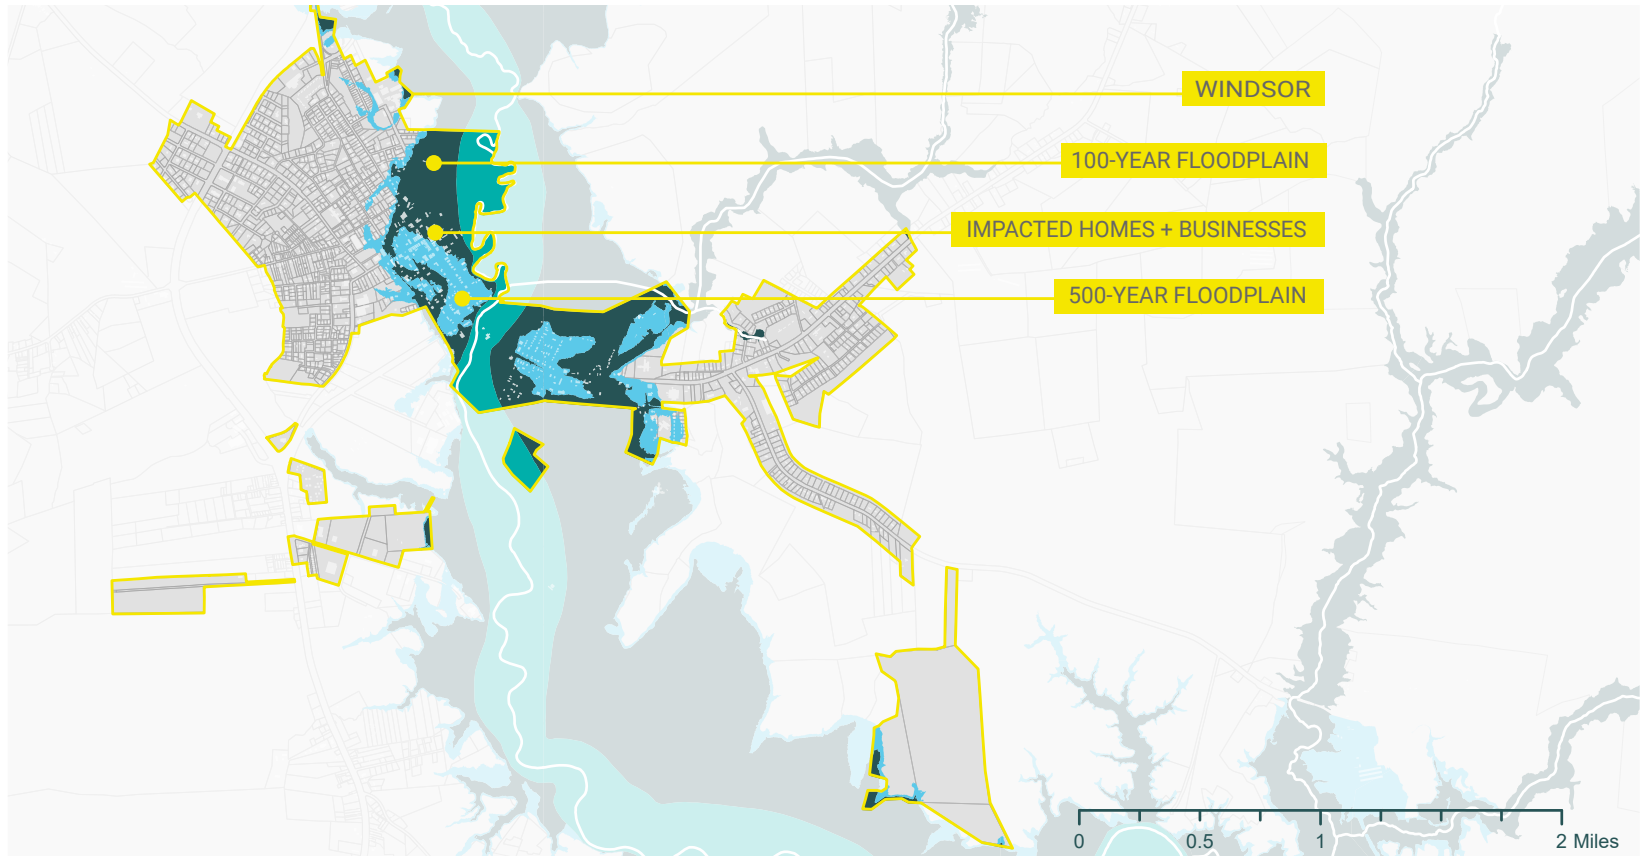 WINDSOR
100-YEAR FLOODPLAIN
IMPACTED HOMES + BUSINESSES
500-YEAR FLOODPLAIN
0 0.5 1 2 Miles